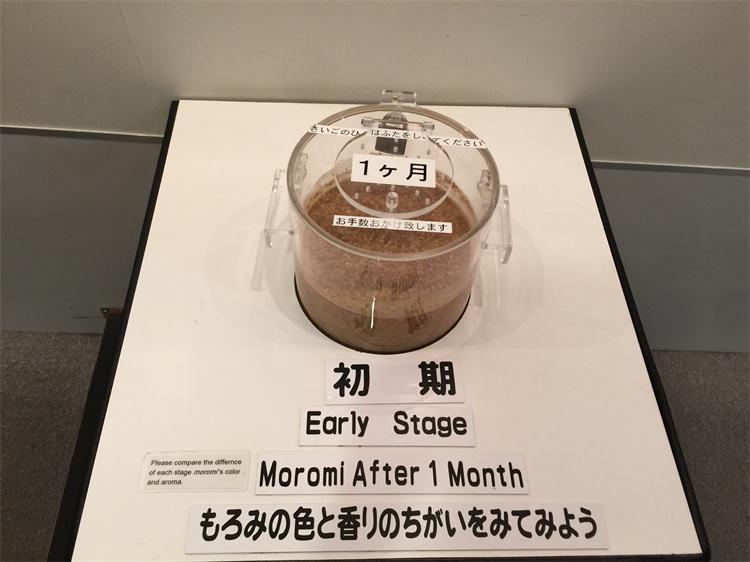 さいごのひ はふたをし てください
1ヶ月
お手数おかけ致します
初 期
Early Stage
Moromi After 1 Month
Please compare the differnce
of each stage moromi's color
and aroma.
もろみの色と香りのちがいをみてみよう